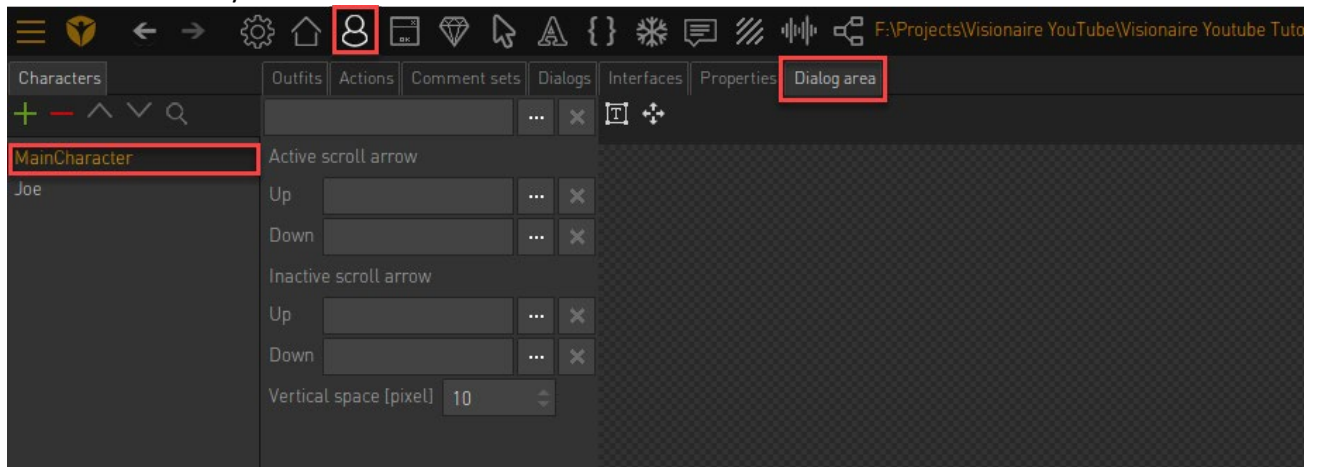 F:\Projects\Visionaire YouTube\Visionaire Youtube Tuto
Characters
Outfits Actions Comment sets Dialogs Interfaces Properties Dialog area
MainCharacter
Joe
Active scroll arrow
Up
Down
Inactive scroll arrow
Up
Down
Vertical space [pixel] 10